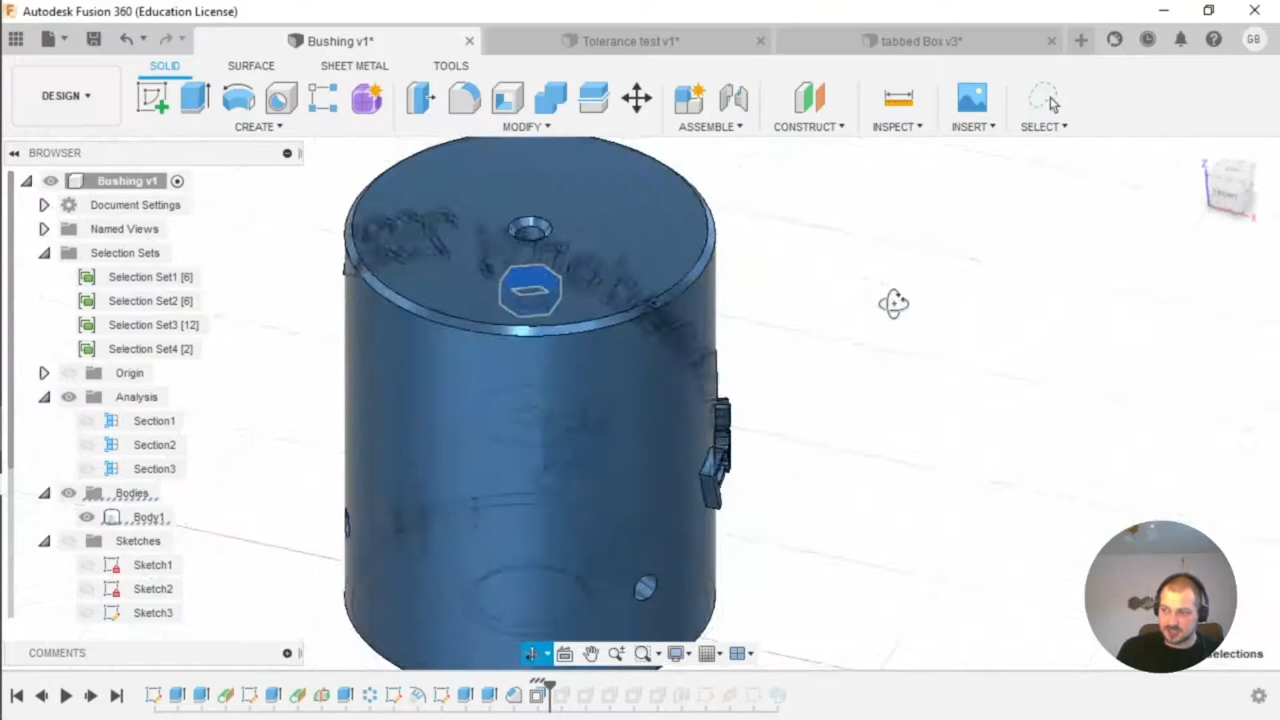 Autodesk Fusion 360 (Education License)
Bushing v1*
Tolerance test v1*
tabbed Box v3*
GB
DESIGN
SOLID
SURFACE
SHEET METAL
TOOLS
CREATE
MODIFY
ASSEMBLE
CONSTRUCT
INSPECT
INSERT
SELECT
BROWSER
Bushing v1
Document Settings
Named Views
Selection Sets
Selection Set1 [6]
Selection Set2 [6]
Selection Set3 [12]
Selection Set4 [2]
Origin
Analysis
Section1
Section2
Section3
Bodies
Body1
Sketches
Sketch1
Sketch2
Sketch3
COMMENTS
Z
FRONT
X